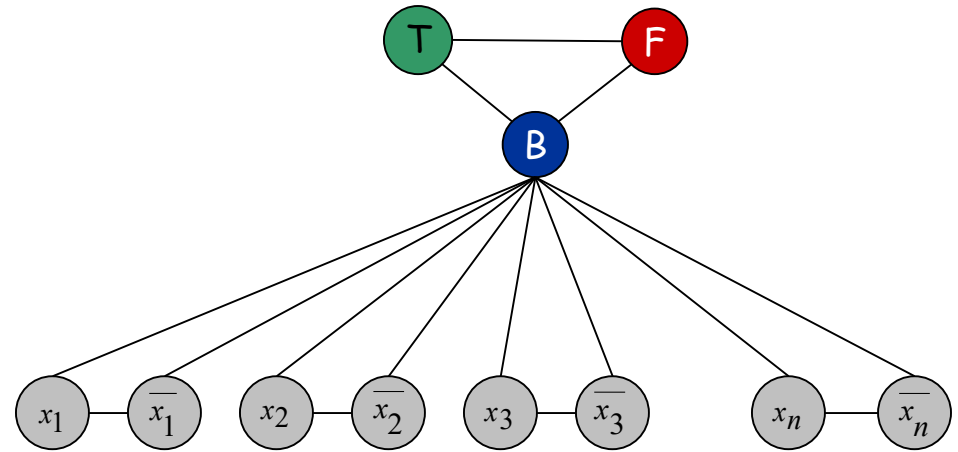 T F
B
x₁ x̅₁ x₂ x̅₂ x₃ x̅₃ xₙ x̅ₙ